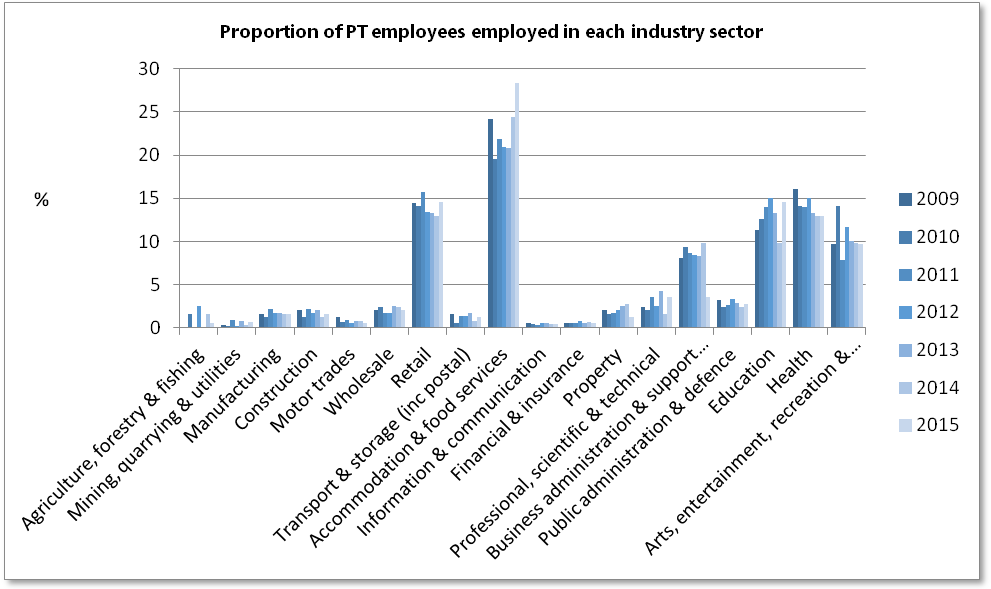 Proportion of PT employees employed in each industry sector
30
25
20
15
10
5
0
%
Agriculture, forestry & fishing
Mining, quarrying & utilities
Manufacturing
Construction
Motor trades
Wholesale
Retail
Transport & storage (inc postal)
Accommodation & food services
Information & communication
Financial & insurance
Property
Professional, scientific & technical
Business administration & support...
Public administration & defence
Education
Health
Arts, entertainment, recreation &...
2009
2010
2011
2012
2013
2014
2015